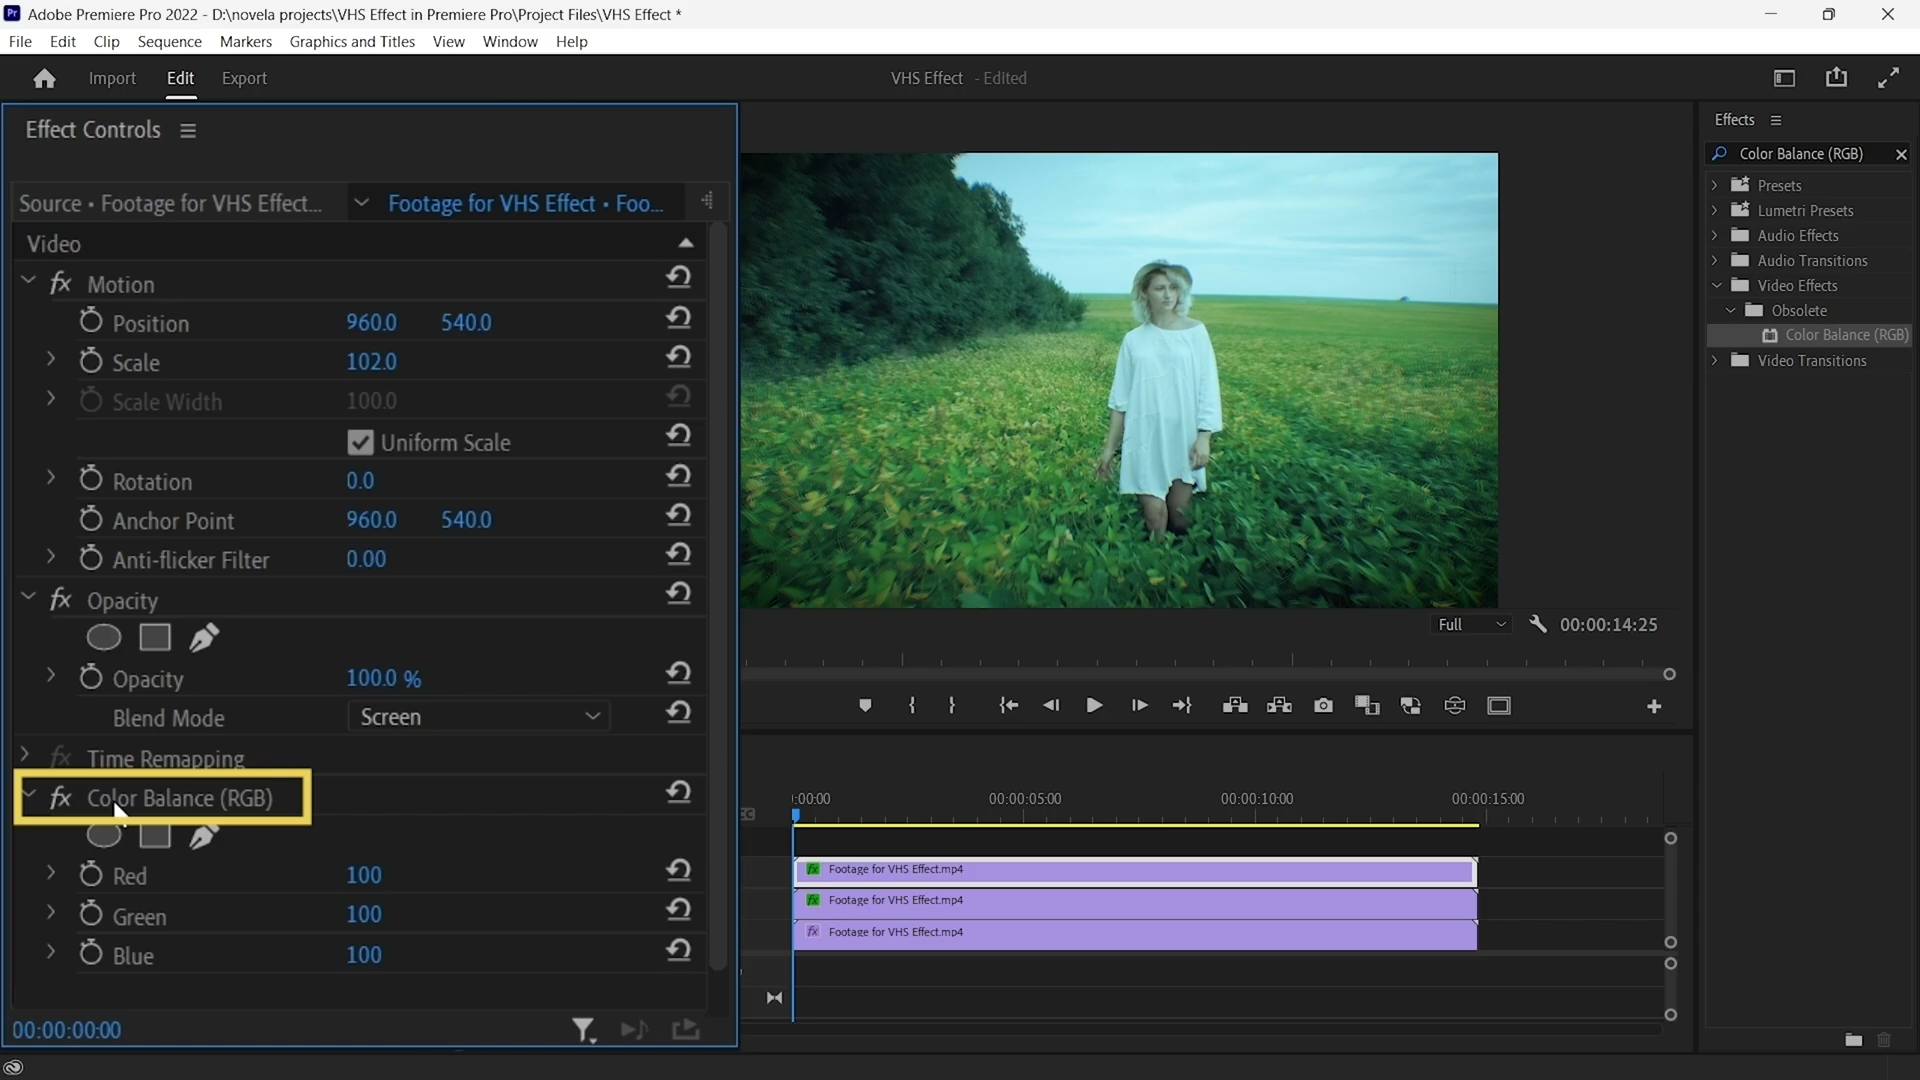 Adobe Premiere Pro 2022 - D:\novela projects\VHS Effect in Premiere Pro\Project Files\VHS Effect *
File Edit Clip Sequence Markers Graphics and Titles View Window Help
Import Edit Export
VHS Effect - Edited
Effect Controls
Source • Footage for VHS Effect...
Footage for VHS Effect • Foo...
Video
fx Motion
Position 960.0 540.0
Scale 102.0
Scale Width 100.0
Uniform Scale
Rotation 0.0
Anchor Point 960.0 540.0
Anti-flicker Filter 0.00
fx Opacity
Opacity 100.0 %
Blend Mode Screen
fx Time Remapping
fx Color Balance (RGB)
Red 100
Green 100
Blue 100
00:00:00:00
Full
00:00:14:25
:00:00 00:00:05:00 00:00:10:00 00:00:15:00
fx Footage for VHS Effect.mp4
fx Footage for VHS Effect.mp4
fx Footage for VHS Effect.mp4
Effects
Color Balance (RGB)
Presets
Lumetri Presets
Audio Effects
Audio Transitions
Video Effects
Obsolete
Color Balance (RGB)
Video Transitions